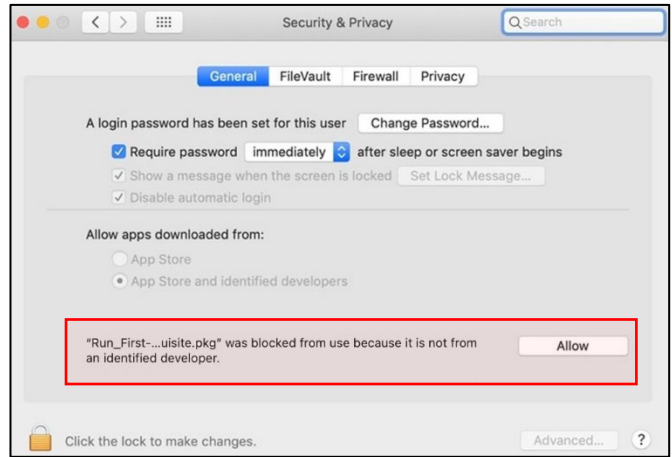 Security & Privacy
Search
General FileVault Firewall Privacy
A login password has been set for this user Change Password...
Require password immediately after sleep or screen saver begins
Show a message when the screen is locked Set Lock Message...
Disable automatic login
Allow apps downloaded from:
App Store
App Store and identified developers
"Run_First-...uisite.pkg" was blocked from use because it is not from
an identified developer.
Allow
Click the lock to make changes.
Advanced... ?